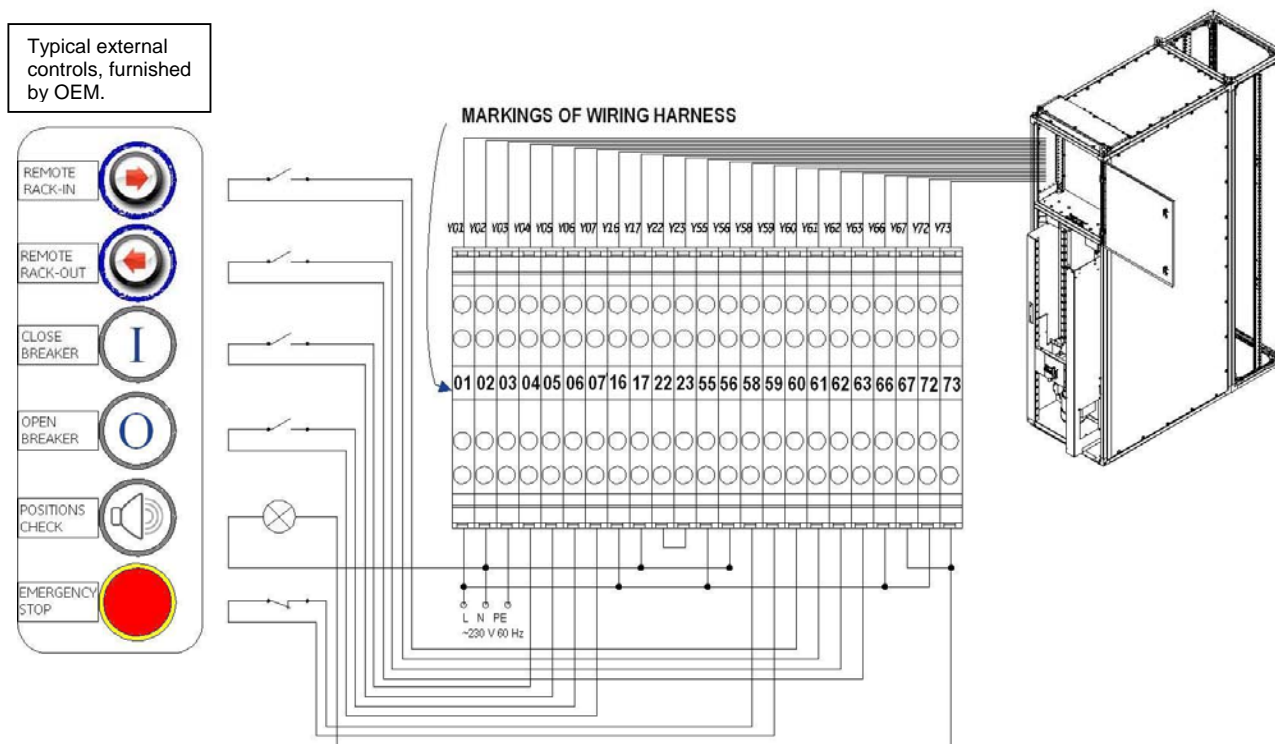 Typical external
controls, furnished
by OEM.
MARKINGS OF WIRING HARNESS
REMOTE
RACK-IN
REMOTE
RACK-OUT
CLOSE
BREAKER
I
OPEN
BREAKER
O
POSITIONS
CHECK
EMERGENCY
STOP
Y01 Y02 Y03 Y04 Y05 Y06 Y07 Y16 Y17 Y22 Y23 Y55 Y56 Y58 Y59 Y60 Y61 Y62 Y63 Y66 Y67 Y72 Y73
01 02 03 04 05 06 07 16 17 22 23 55 56 58 59 60 61 62 63 66 67 72 73
L N PE
~230 V 60 Hz